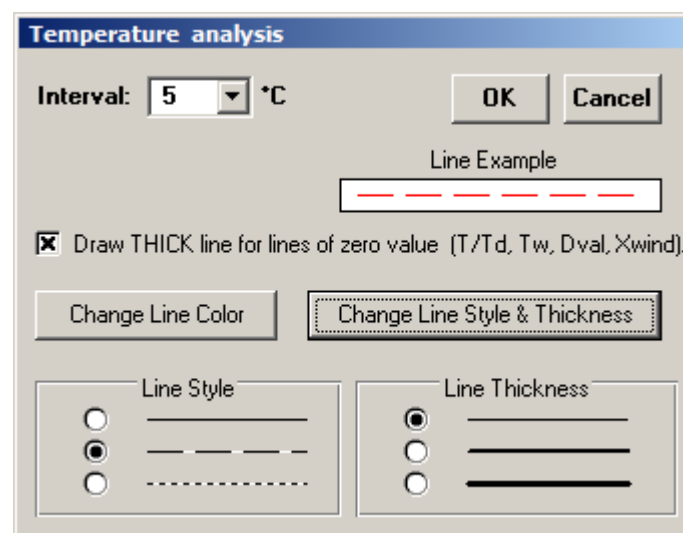 Temperature analysis
Interval: 5 °C OK Cancel
Line Example
Draw THICK line for lines of zero value (T/Td, Tw, Dval, Xwind).
Change Line Color Change Line Style & Thickness
Line Style Line Thickness